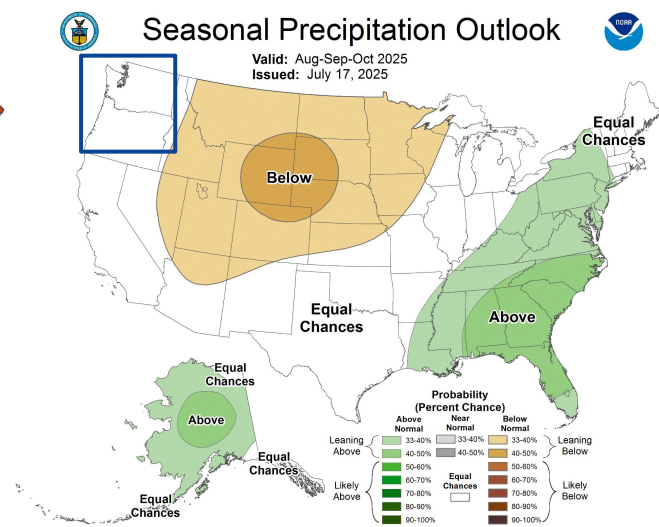 Seasonal Precipitation Outlook
NOAA
Valid: Aug-Sep-Oct 2025
Issued: July 17, 2025
Equal
Chances
Below
Equal
Chances
Above
Equal
Chances
Above
Equal
Chances
Equal
Chances
Probability
(Percent Chance)
Above
Normal
Near
Normal
Below
Normal
Leaning
Above
33-40%
40-50%
33-40%
40-50%
33-40%
40-50%
Leaning
Below
Likely
Above
50-60%
60-70%
70-80%
80-90%
90-100%
Equal
Chances
50-60%
60-70%
70-80%
80-90%
90-100%
Likely
Below